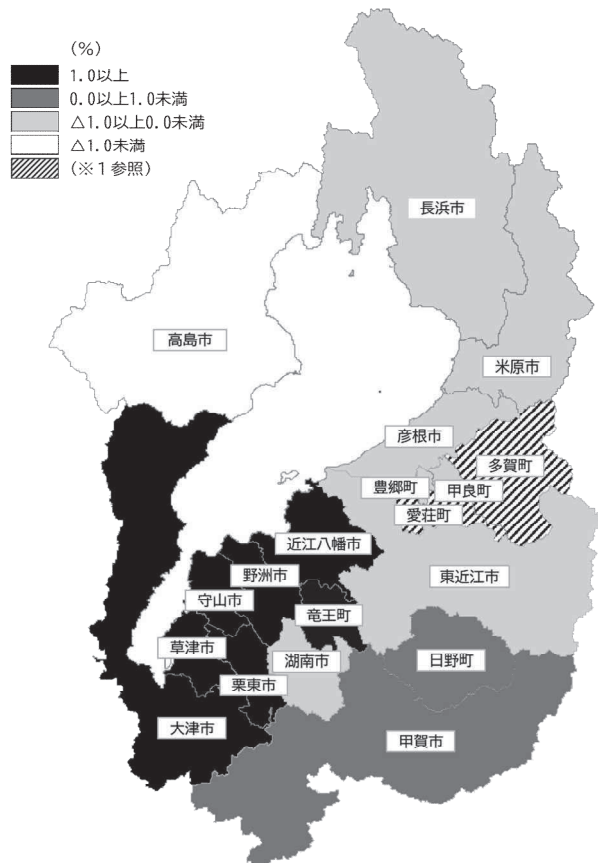 (%)
1.0以上
0.0以上1.0未満
△1.0以上0.0未満
△1.0未満
(※1参照)
長浜市
高島市
米原市
彦根市
多賀町
豊郷町
甲良町
愛荘町
近江八幡市
野洲市
東近江市
守山市
竜王町
草津市
湖南市
日野町
栗東市
大津市
甲賀市